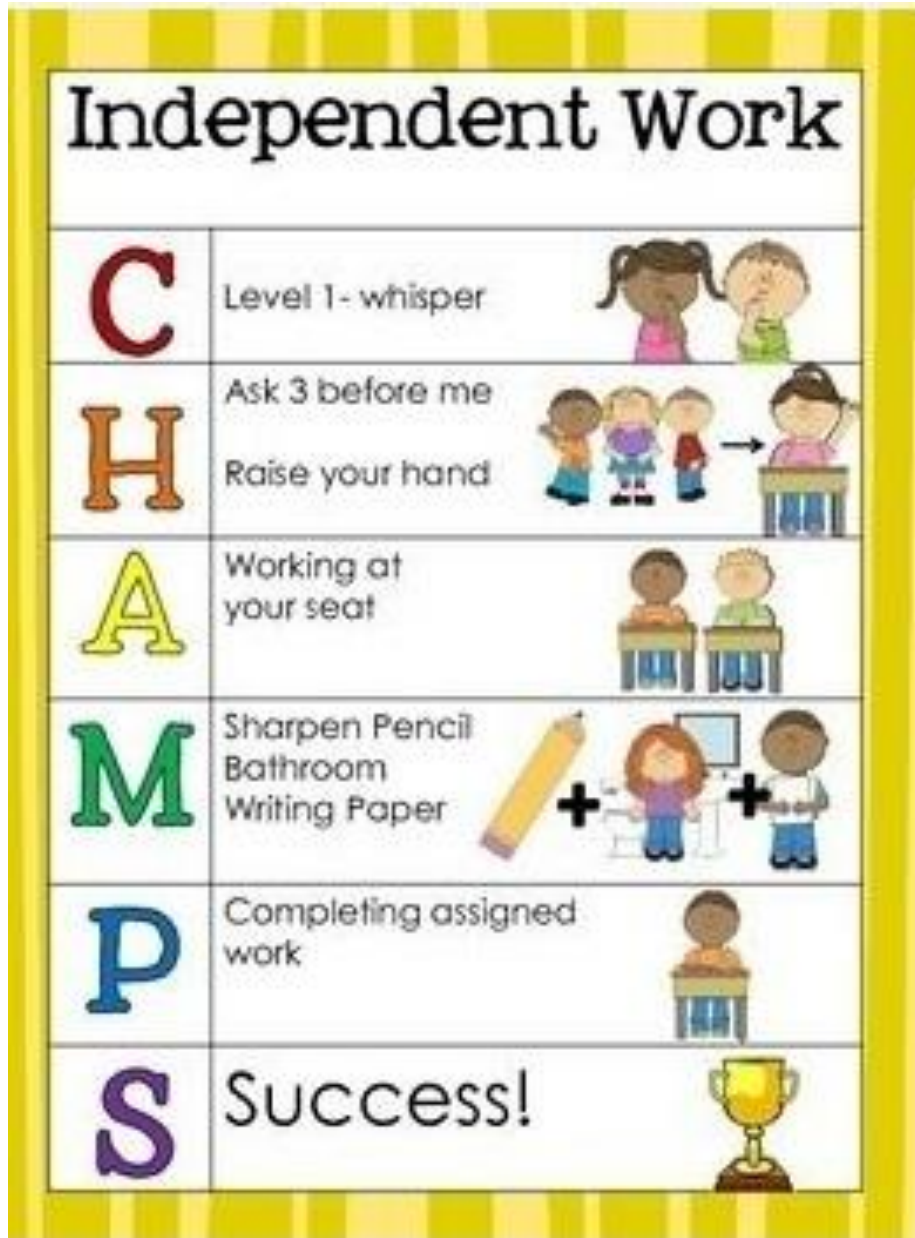 Independent Work
C
Level 1- whisper
H
Ask 3 before me
Raise your hand
A
Working at
your seat
M
Sharpen Pencil
Bathroom
Writing Paper
P
Completing assigned
work
S
Success!